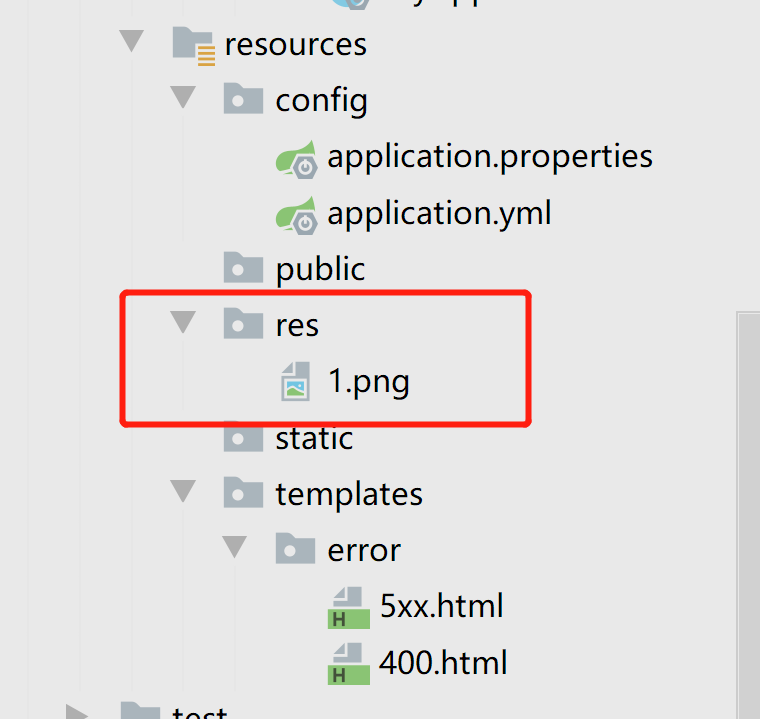 resources
config
application.properties
application.yml
public
res
1.png
static
templates
error
H 5xx.html
H 400.html
test